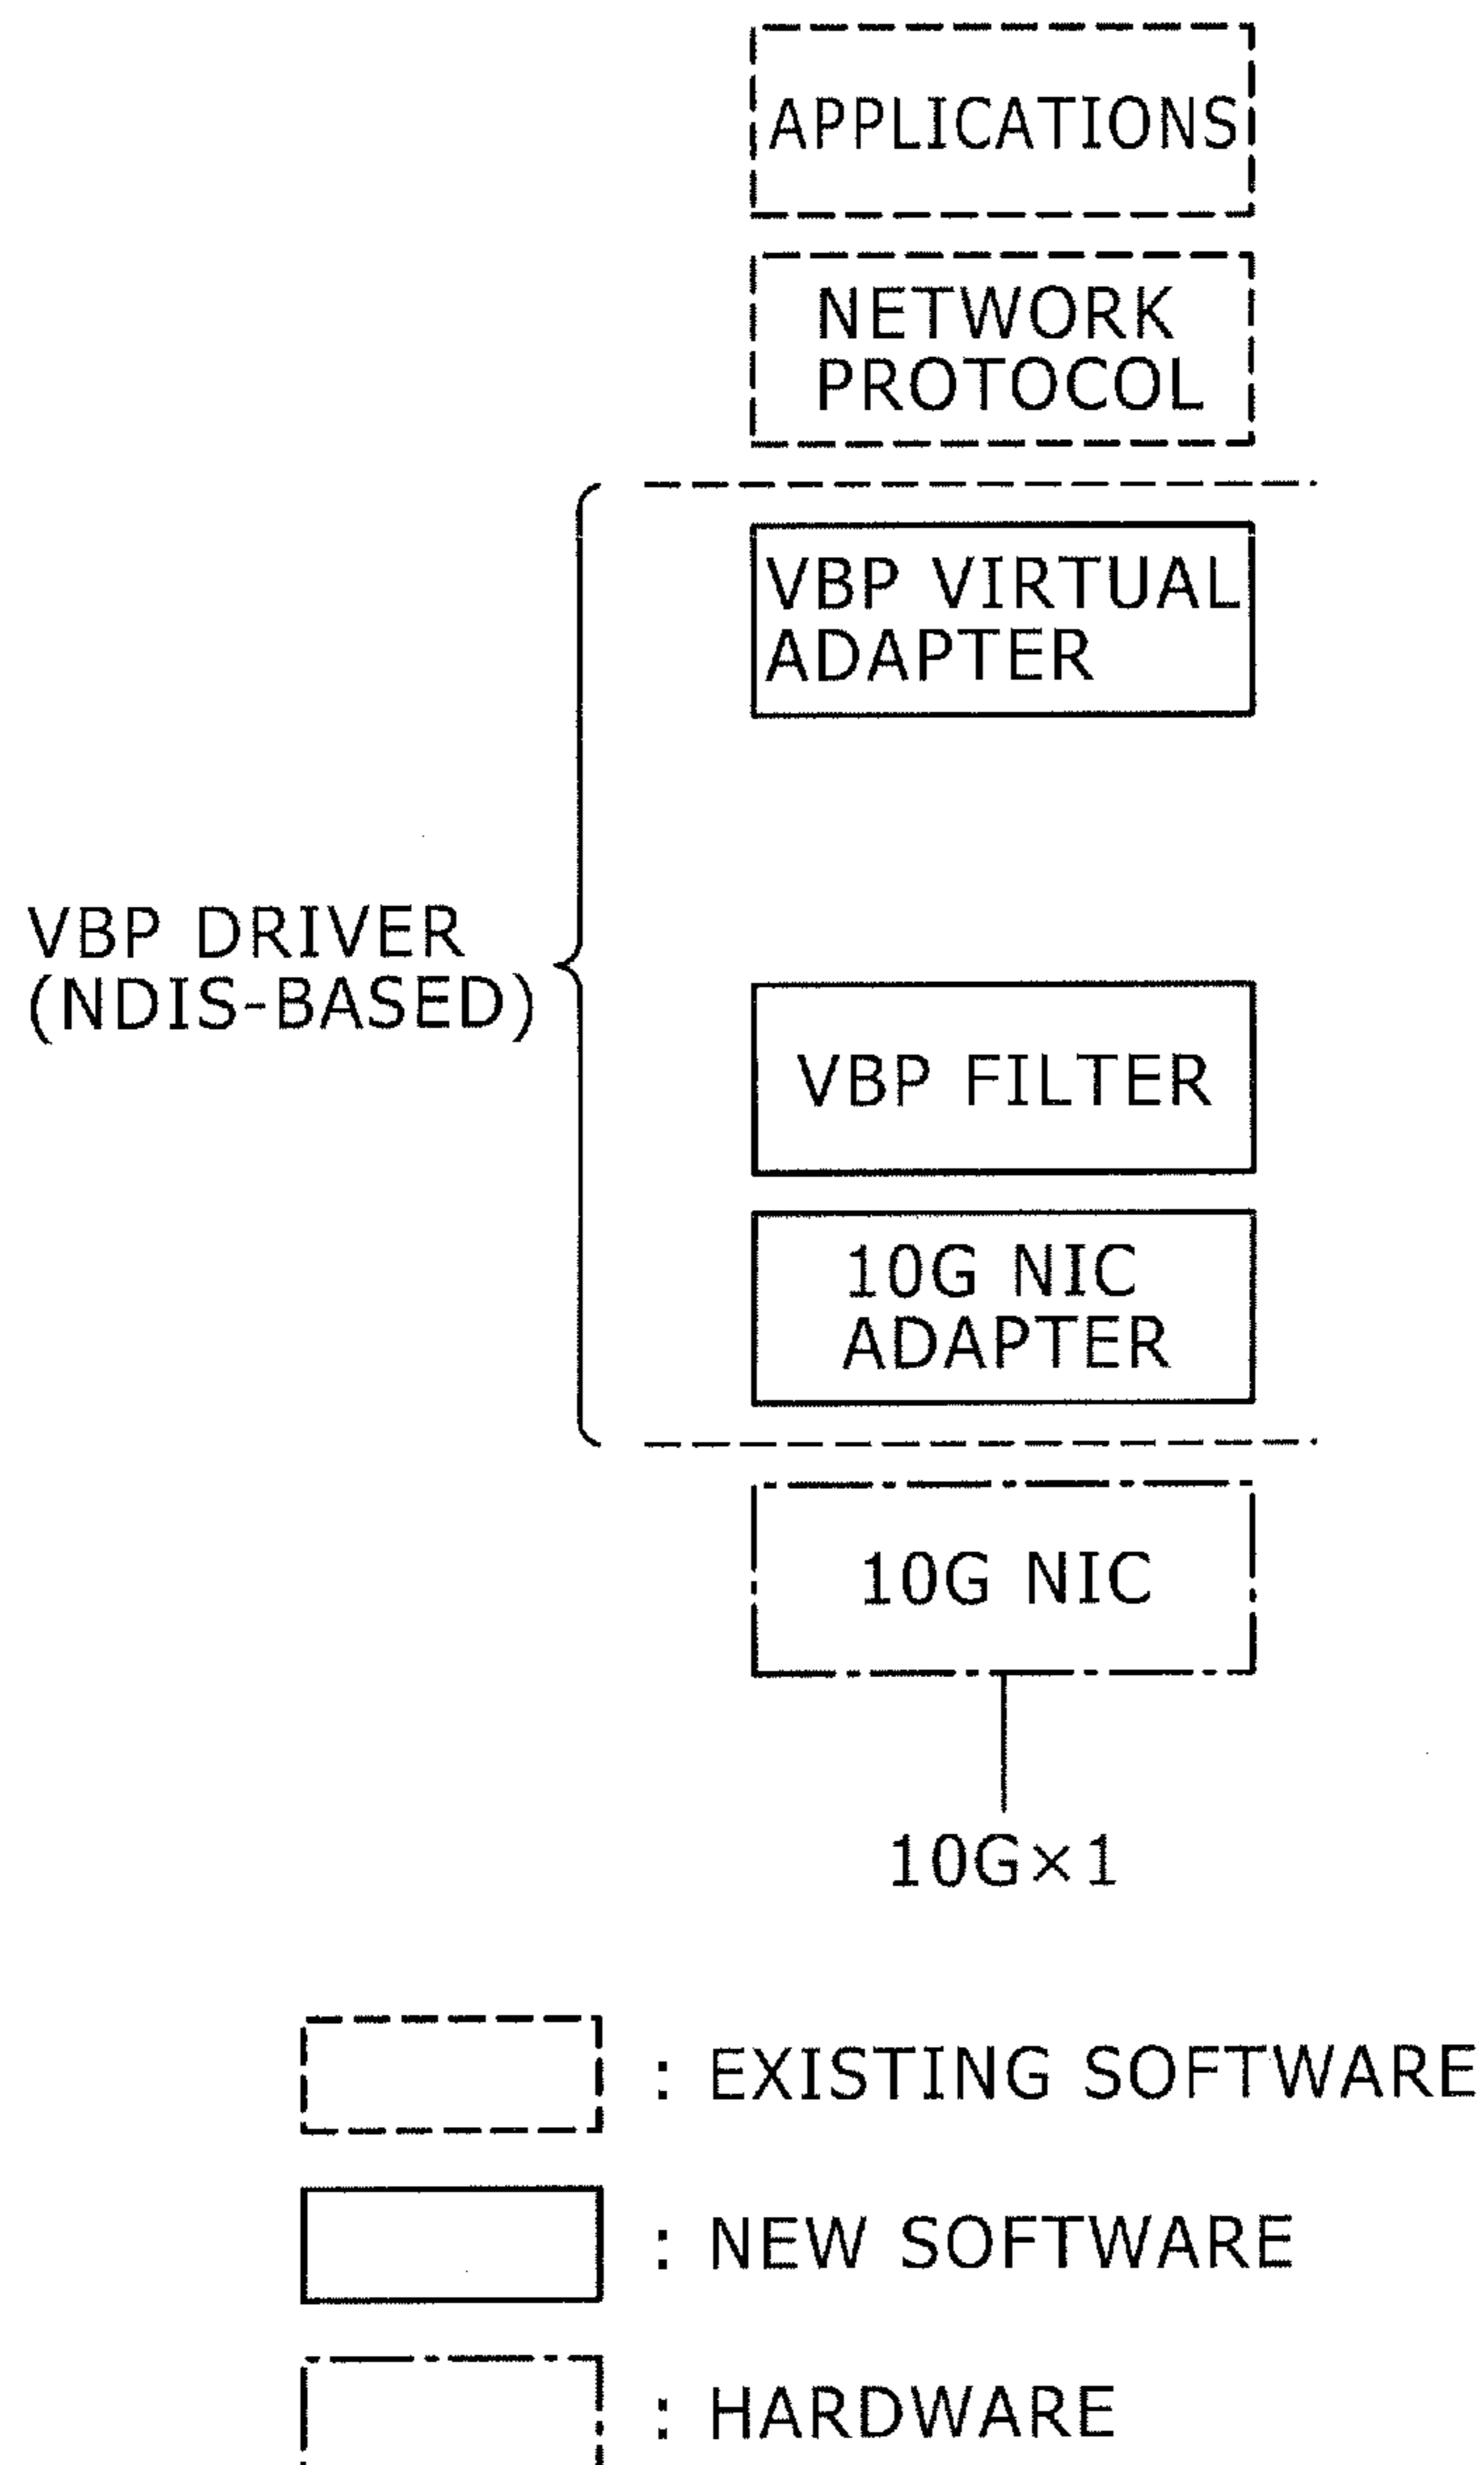 APPLICATIONS
NETWORK
PROTOCOL
VBP VIRTUAL
ADAPTER
VBP DRIVER
(NDIS-BASED)
VBP FILTER
10G NIC
ADAPTER
10G NIC
10G×1
: EXISTING SOFTWARE
: NEW SOFTWARE
: HARDWARE